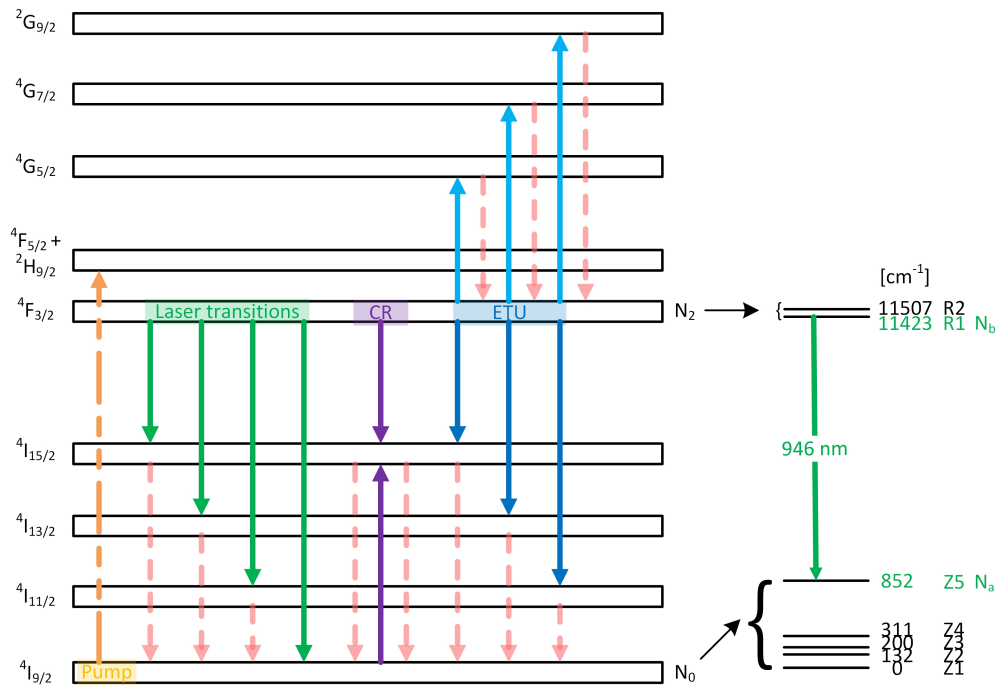 ²G₉/₂
⁴G₇/₂
⁴G₅/₂
⁴F₅/₂ +
²H₉/₂
⁴F₃/₂
Laser transitions
CR
ETU
N₂
⁴I₁₅/₂
⁴I₁₃/₂
⁴I₁₁/₂
⁴I₉/₂
Pump
N₀
[cm⁻¹]
{
11507 R2
11423 R1 N_b
946 nm
{
852 Z5 Nₐ
311 Z4
200 Z3
132 Z2
0 Z1